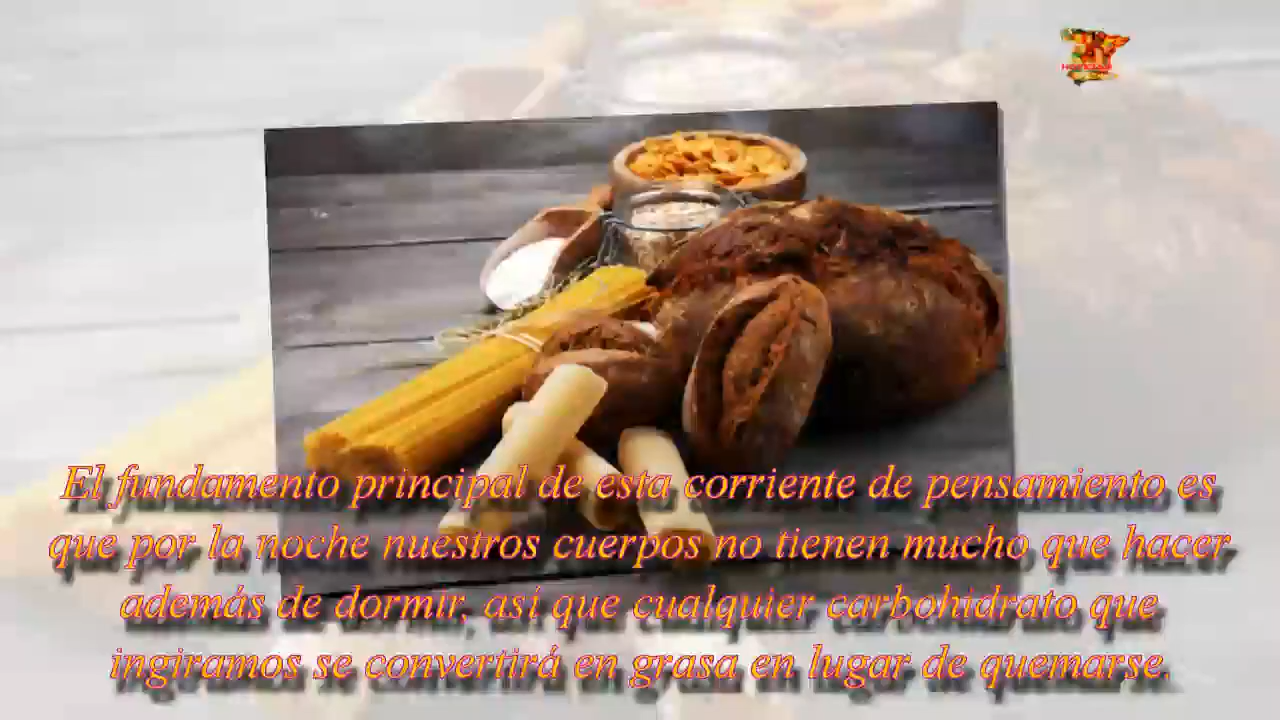 El fundamento principal de esta corriente de pensamiento es
que por la noche nuestros cuerpos no tienen mucho que hacer
además de dormir, así que cualquier carbohidrato que
ingiramos se convertirá en grasa en lugar de quemarse.